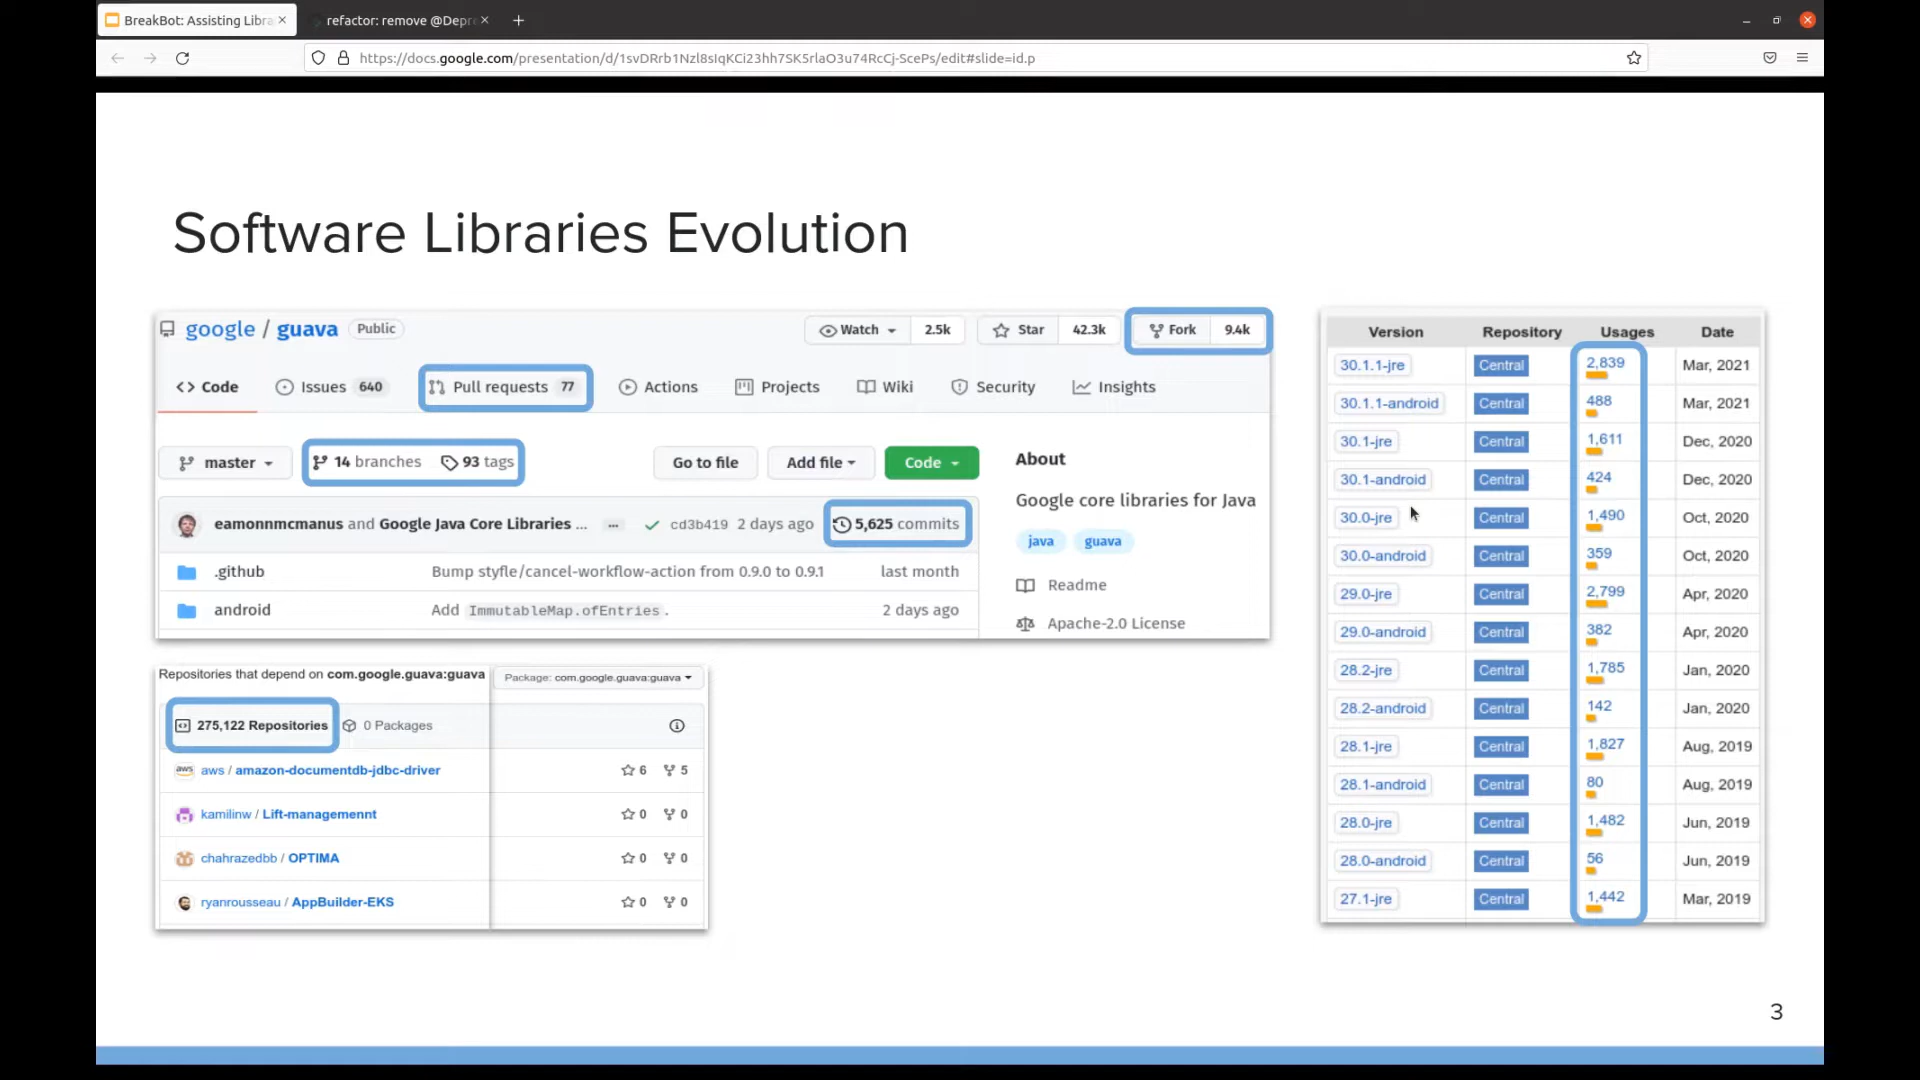 BreakBot: Assisting Libra
refactor: remove @Depre
https://docs.google.com/presentation/d/1svDRrb1Nzl8sIqKCi23hh7SK5rlaO3u74RcCj-ScePs/edit#slide=id.p
Software Libraries Evolution
google / guava Public
Watch 2.5k Star 42.3k Fork 9.4k
Code Issues 640 Pull requests 77 Actions Projects Wiki Security Insights
master 14 branches 93 tags Go to file Add file Code
eamonnmcmanus and Google Java Core Libraries ... ... cd3b419 2 days ago 5,625 commits
.github Bump styfle/cancel-workflow-action from 0.9.0 to 0.9.1 last month
android Add ImmutableMap.ofEntries. 2 days ago
About
Google core libraries for Java
java guava
Readme
Apache-2.0 License
Repositories that depend on com.google.guava:guava
Package: com.google.guava:guava
275,122 Repositories 0 Packages
aws aws / amazon-documentdb-jdbc-driver 6 5
kamilinw / Lift-managemennt 0 0
chahrazedbb / OPTIMA 0 0
ryanrousseau / AppBuilder-EKS 0 0
Version Repository Usages Date
30.1.1-jre Central 2,839 Mar, 2021
30.1.1-android Central 488 Mar, 2021
30.1-jre Central 1,611 Dec, 2020
30.1-android Central 424 Dec, 2020
30.0-jre Central 1,490 Oct, 2020
30.0-android Central 359 Oct, 2020
29.0-jre Central 2,799 Apr, 2020
29.0-android Central 382 Apr, 2020
28.2-jre Central 1,785 Jan, 2020
28.2-android Central 142 Jan, 2020
28.1-jre Central 1,827 Aug, 2019
28.1-android Central 80 Aug, 2019
28.0-jre Central 1,482 Jun, 2019
28.0-android Central 56 Jun, 2019
27.1-jre Central 1,442 Mar, 2019
3